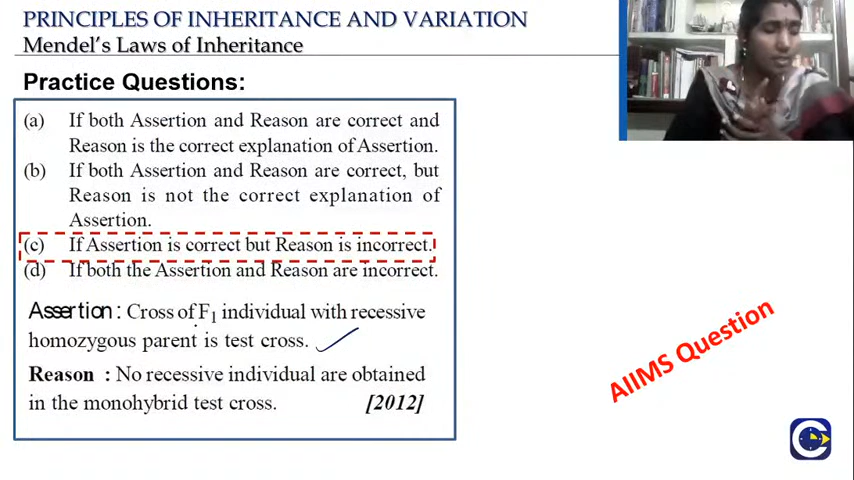 PRINCIPLES OF INHERITANCE AND VARIATION
Mendel's Laws of Inheritance
Practice Questions:
(a) If both Assertion and Reason are correct and
Reason is the correct explanation of Assertion.
(b) If both Assertion and Reason are correct, but
Reason is not the correct explanation of
Assertion.
(c) If Assertion is correct but Reason is incorrect.
(d) If both the Assertion and Reason are incorrect.
Assertion : Cross of F1 individual with recessive
homozygous parent is test cross.
Reason : No recessive individual are obtained
in the monohybrid test cross. [2012]
AIIMS Question